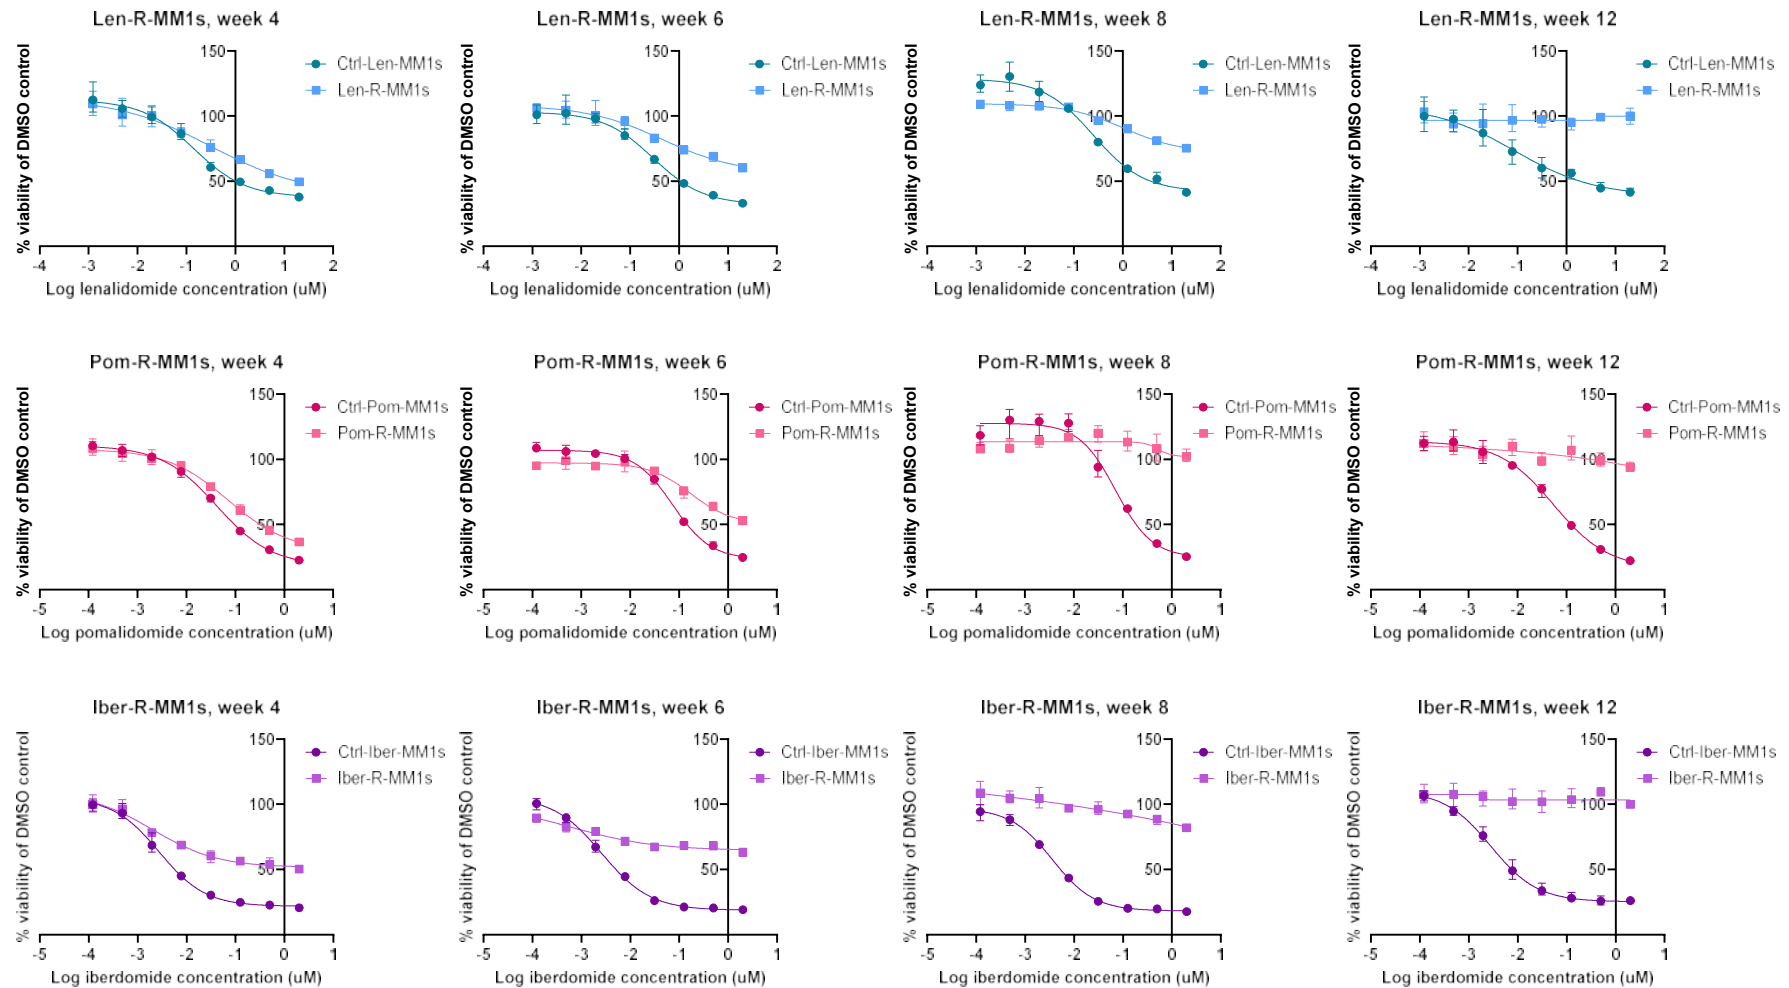 Len-R-MM1s, week 4
% viability of DMSO control
150
100
50
-4 -3 -2 -1 0 1 2
Log lenalidomide concentration (uM)
Ctrl-Len-MM1s
Len-R-MM1s
Len-R-MM1s, week 6
% viability of DMSO control
150
100
50
-4 -3 -2 -1 0 1 2
Log lenalidomide concentration (uM)
Ctrl-Len-MM1s
Len-R-MM1s
Len-R-MM1s, week 8
% viability of DMSO control
150
100
50
-4 -3 -2 -1 0 1 2
Log lenalidomide concentration (uM)
Ctrl-Len-MM1s
Len-R-MM1s
Len-R-MM1s, week 12
% viability of DMSO control
150
100
50
-4 -3 -2 -1 0 1 2
Log lenalidomide concentration (uM)
Ctrl-Len-MM1s
Len-R-MM1s
Pom-R-MM1s, week 4
% viability of DMSO control
150
100
50
-5 -4 -3 -2 -1 0 1
Log pomalidomide concentration (uM)
Ctrl-Pom-MM1s
Pom-R-MM1s
Pom-R-MM1s, week 6
% viability of DMSO control
150
100
50
-5 -4 -3 -2 -1 0 1
Log pomalidomide concentration (uM)
Ctrl-Pom-MM1s
Pom-R-MM1s
Pom-R-MM1s, week 8
% viability of DMSO control
150
100
50
-5 -4 -3 -2 -1 0 1
Log pomalidomide concentration (uM)
Ctrl-Pom-MM1s
Pom-R-MM1s
Pom-R-MM1s, week 12
% viability of DMSO control
150
100
50
-5 -4 -3 -2 -1 0 1
Log pomalidomide concentration (uM)
Ctrl-Pom-MM1s
Pom-R-MM1s
Iber-R-MM1s, week 4
% viability of DMSO control
150
100
50
-5 -4 -3 -2 -1 0 1
Log iberdomide concentration (uM)
Ctrl-Iber-MM1s
Iber-R-MM1s
Iber-R-MM1s, week 6
% viability of DMSO control
150
100
50
-5 -4 -3 -2 -1 0 1
Log iberdomide concentration (uM)
Ctrl-Iber-MM1s
Iber-R-MM1s
Iber-R-MM1s, week 8
% viability of DMSO control
150
100
50
-5 -4 -3 -2 -1 0 1
Log iberdomide concentration (uM)
Ctrl-Iber-MM1s
Iber-R-MM1s
Iber-R-MM1s, week 12
% viability of DMSO control
150
100
50
-5 -4 -3 -2 -1 0 1
Log iberdomide concentration (uM)
Ctrl-Iber-MM1s
Iber-R-MM1s